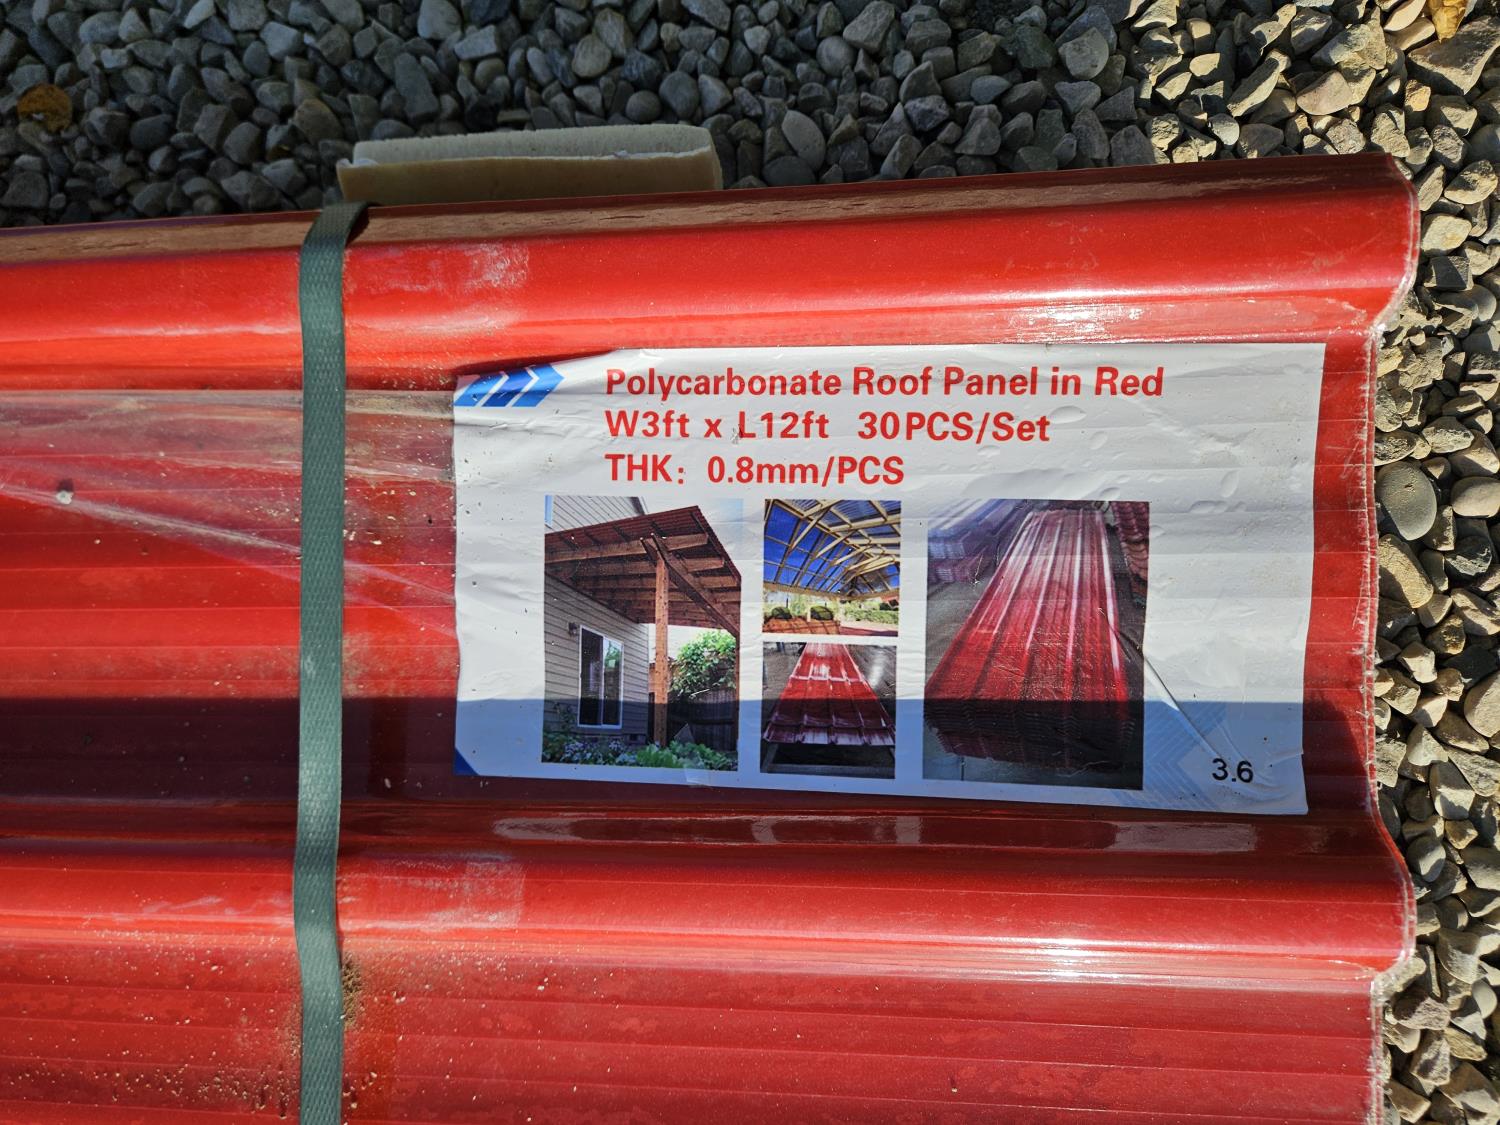 Polycarbonate Roof Panel in Red
W3ft x L12ft 30PCS/Set
THK: 0.8mm/PCS
3.6